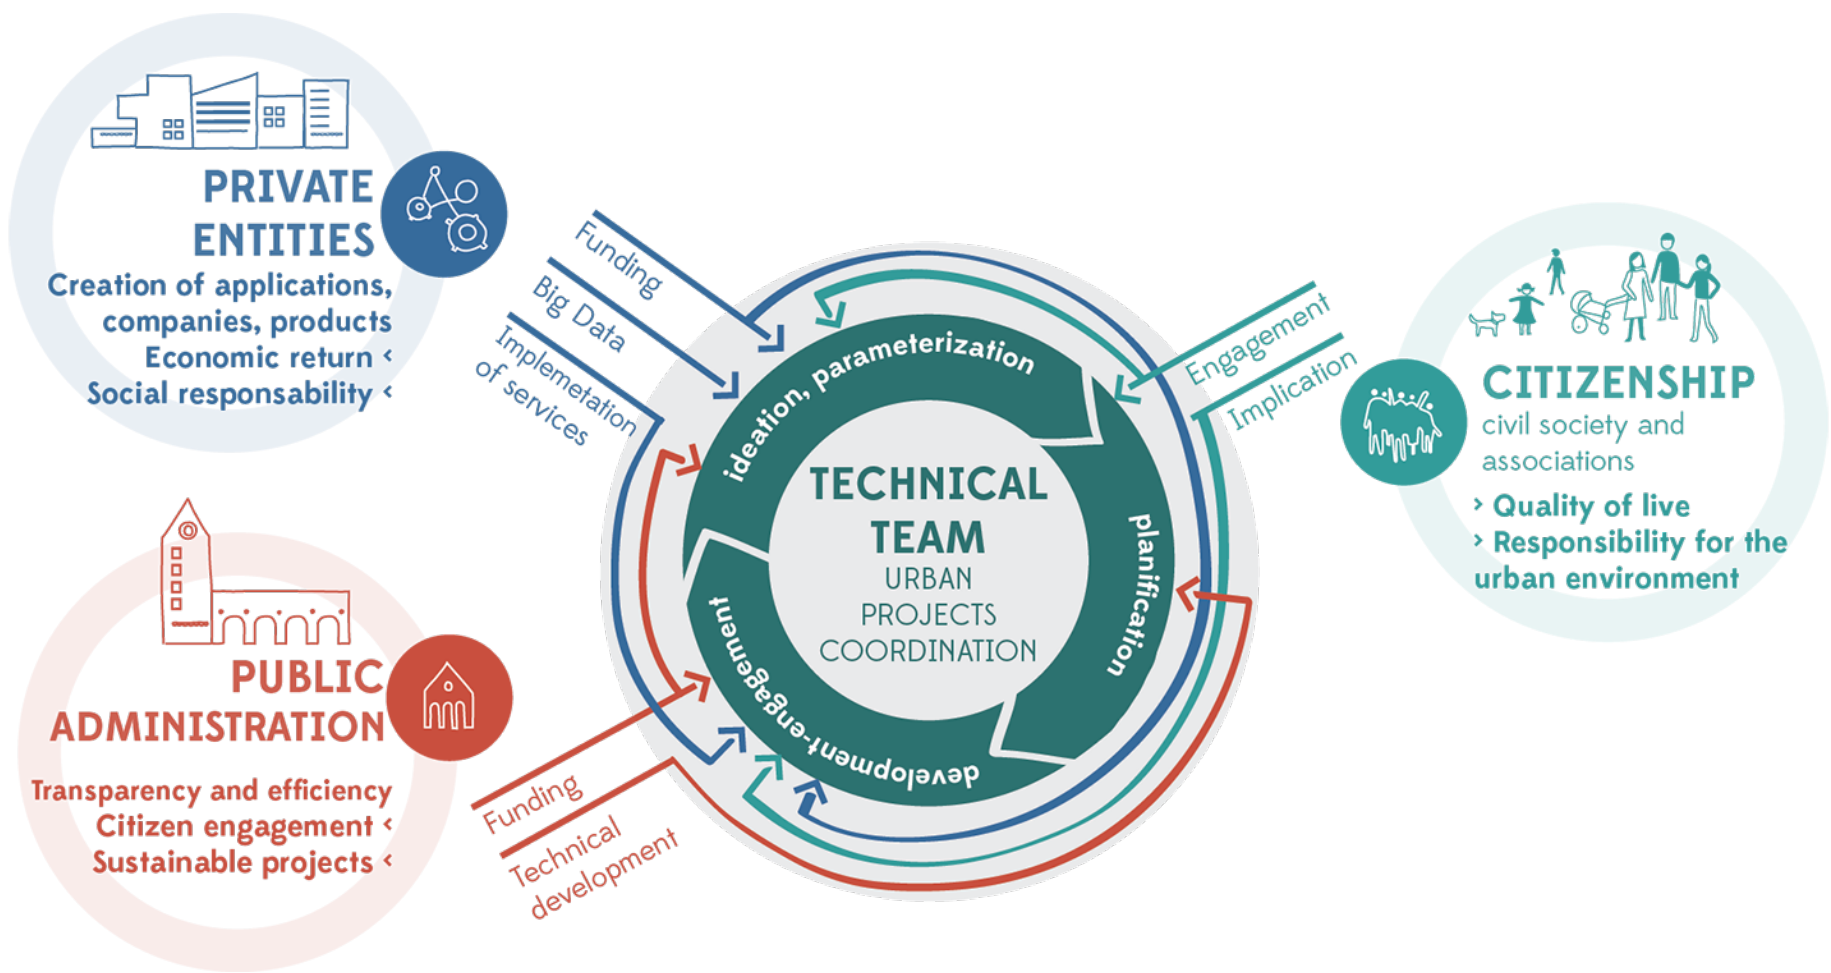 PRIVATE
ENTITIES
Creation of applications,
companies, products
Economic return <
Social responsability <
PUBLIC
ADMINISTRATION
Transparency and efficiency
Citizen engagement <
Sustainable projects <
Funding
Big Data
Implemetation
of services
Funding
Technical
development
ideation, parameterization
planification
development-engagement
TECHNICAL
TEAM
URBAN
PROJECTS
COORDINATION
Engagement
Implication
CITIZENSHIP
civil society and
associations
> Quality of live
> Responsibility for the
urban environment